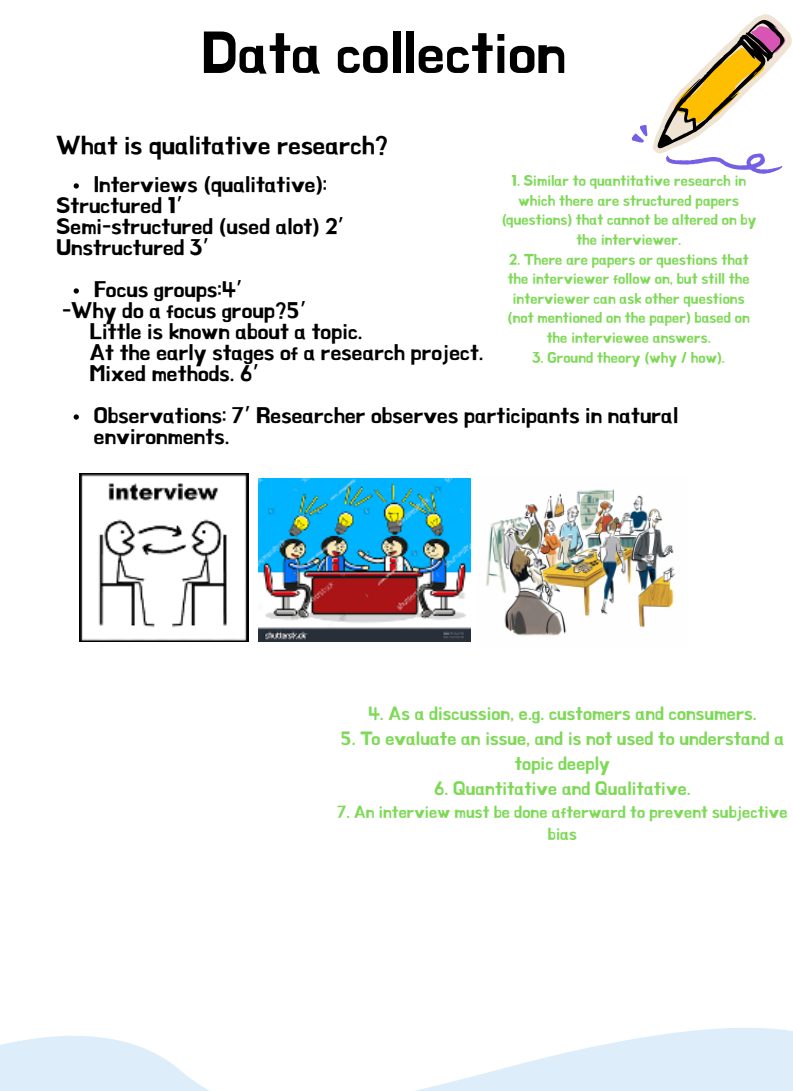 Data collection
What is qualitative research?
• Interviews (qualitative):
Structured 1'
Semi-structured (used alot) 2'
Unstructured 3'
• Focus groups:4'
-Why do a focus group?5'
Little is known about a topic.
At the early stages of a research project.
Mixed methods. 6'
• Observations: 7' Researcher observes participants in natural
environments.
1. Similar to quantitative research in
which there are structured papers
(questions) that cannot be altered on by
the interviewer.
2. There are papers or questions that
the interviewer follow on, but still the
interviewer can ask other questions
(not mentioned on the paper) based on
the interviewee answers.
3. Ground theory (why / how).
interview
shutterstock
4. As a discussion, e.g. customers and consumers.
5. To evaluate an issue, and is not used to understand a
topic deeply
6. Quantitative and Qualitative.
7. An interview must be done afterward to prevent subjective
bias